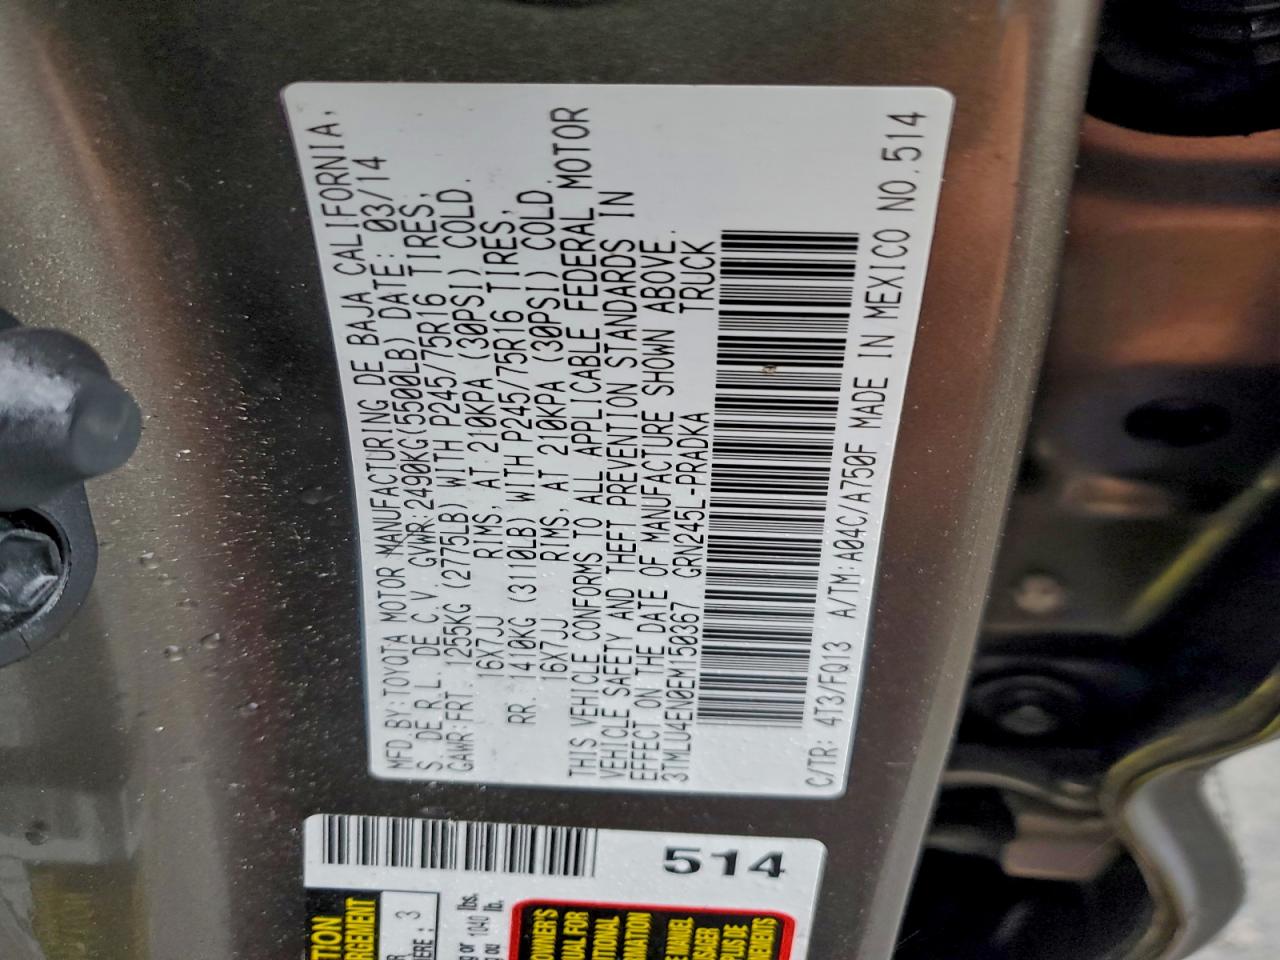 MFD BY:TOYOTA MOTOR MANUFACTURING DE BAJA CALIFORNIA,
S. DE R.L. DE C.V. GVWR:2490KG(5500LB) DATE: 03/14
GAWR:FRT 1255KG (2775LB) WITH P245/75R16 TIRES,
16X7JJ RIMS, AT 210KPA (30PSI) COLD.
RR 1410KG (3110LB) WITH P245/75R16 TIRES,
16X7JJ RIMS, AT 210KPA (30PSI) COLD.
THIS VEHICLE CONFORMS TO ALL APPLICABLE FEDERAL MOTOR
VEHICLE SAFETY AND THEFT PREVENTION STANDARDS IN
EFFECT ON THE DATE OF MANUFACTURE SHOWN ABOVE.
3TMLU4EN0EM150367 GRN245L-PRADKA TRUCK
C/TR: 4T3/FQ13 A/TM:A04C/A750F MADE IN MEXICO NO.514
514